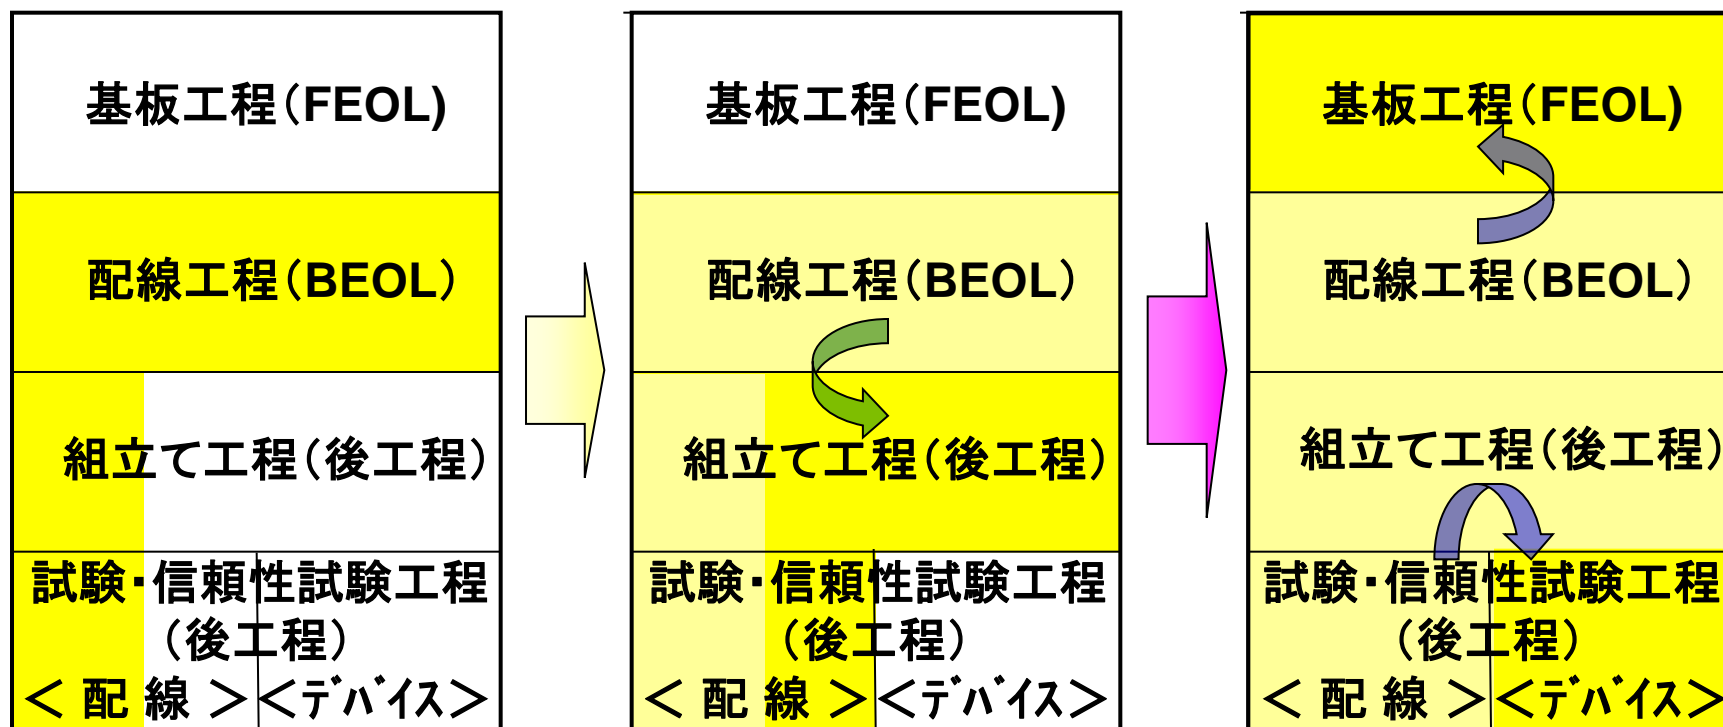 基板工程(FEOL)
配線工程(BEOL)
組立て工程(後工程)
試験・信頼性試験工程
(後工程)
<配線> <デバイス>
基板工程(FEOL)
配線工程(BEOL)
組立て工程(後工程)
試験・信頼性試験工程
(後工程)
<配線> <デバイス>
基板工程(FEOL)
配線工程(BEOL)
組立て工程(後工程)
試験・信頼性試験工程
(後工程)
<配線> <デバイス>